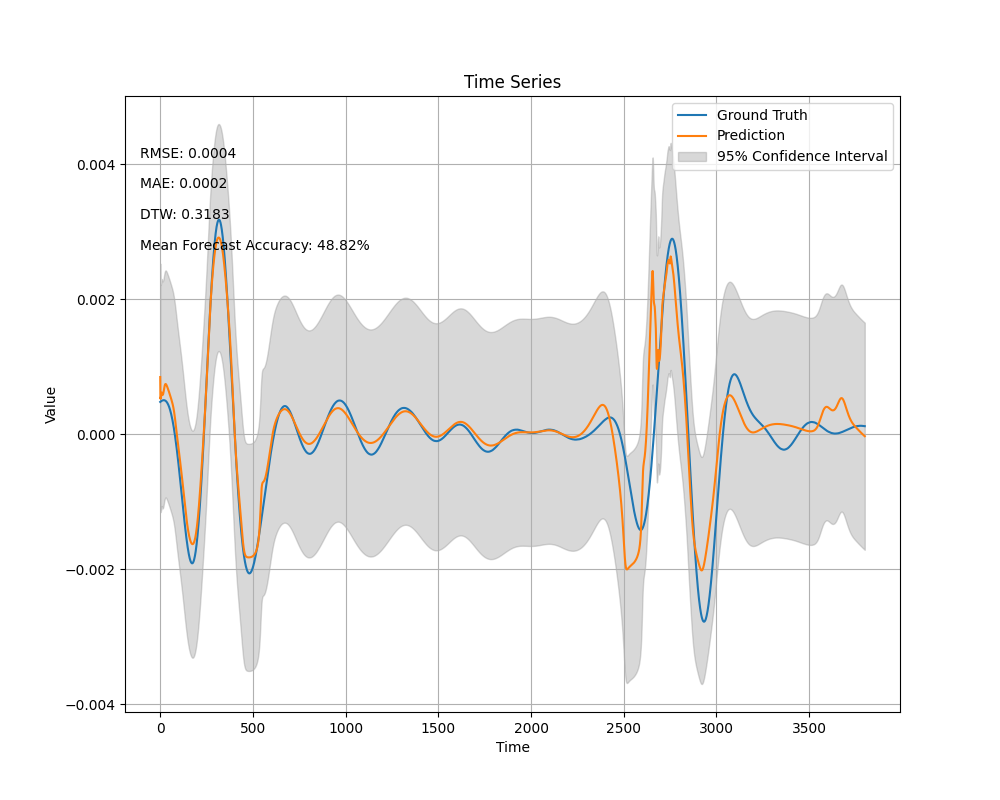 Time Series
Ground Truth
Prediction
95% Confidence Interval
RMSE: 0.0004
MAE: 0.0002
DTW: 0.3183
Mean Forecast Accuracy: 48.82%
0.004
0.002
0.000
−0.002
−0.004
Value
0 500 1000 1500 2000 2500 3000 3500
Time